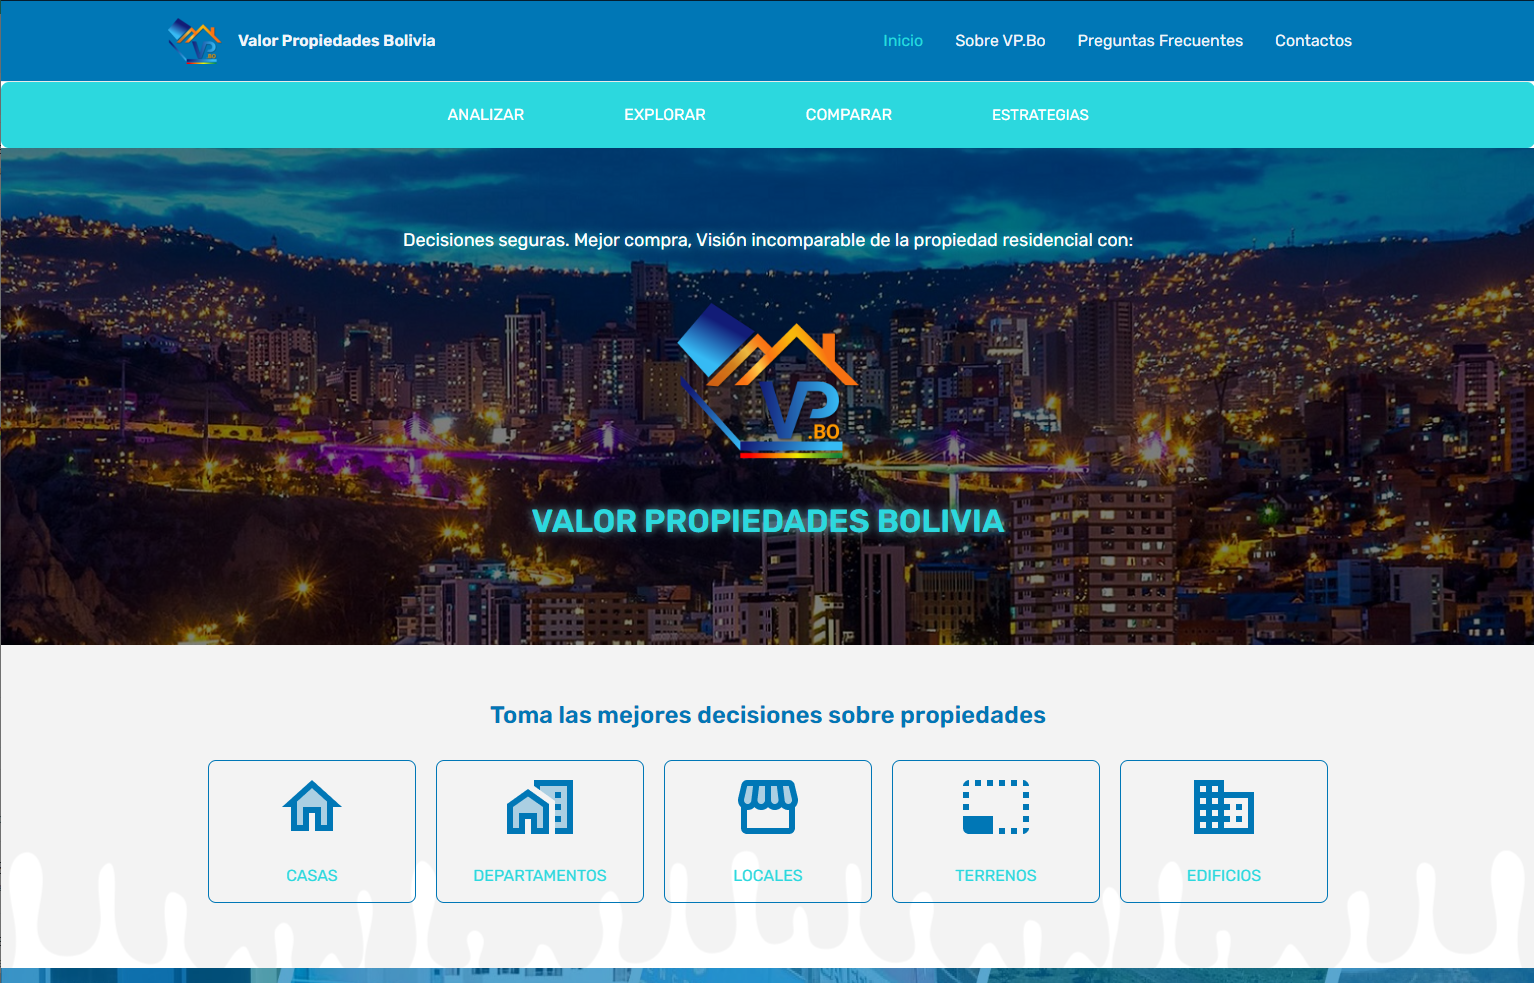 VP
.BO
Valor Propiedades Bolivia
Inicio
Sobre VP.Bo
Preguntas Frecuentes
Contactos
ANALIZAR
EXPLORAR
COMPARAR
ESTRATEGIAS
Decisiones seguras. Mejor compra, Visión incomparable de la propiedad residencial con:
VP
.BO
VALOR PROPIEDADES BOLIVIA
Toma las mejores decisiones sobre propiedades
CASAS
DEPARTAMENTOS
LOCALES
TERRENOS
EDIFICIOS